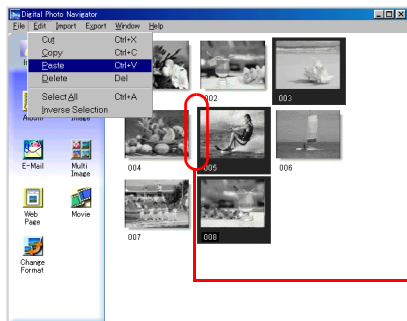 Digital Photo Navigator
File Edit Import Export Window Help
Cut Ctrl+X
Copy Ctrl+C
Paste Ctrl+V
Delete Del
Select All Ctrl+A
Inverse Selection
002
003
Album
Image
004
005
006
E-Mail
Multi Image
007
008
Web Page
Movie
Change Format